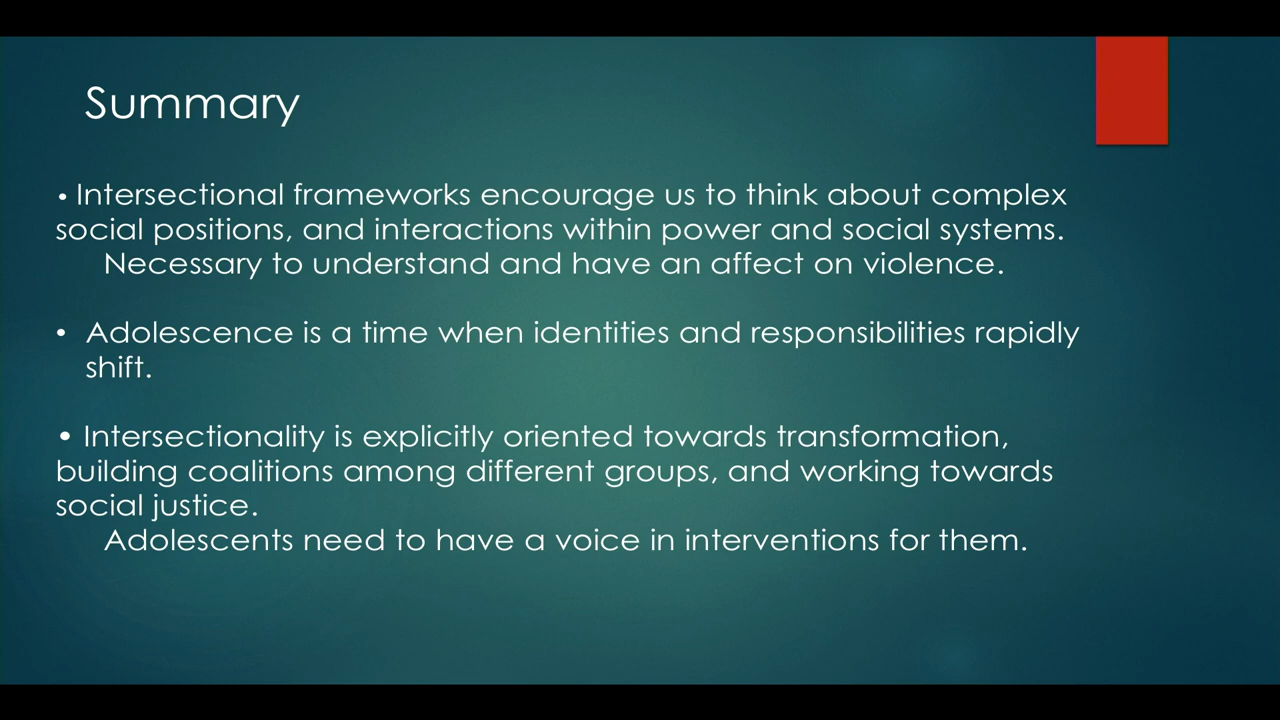 Summary
• Intersectional frameworks encourage us to think about complex
social positions, and interactions within power and social systems.
Necessary to understand and have an affect on violence.
• Adolescence is a time when identities and responsibilities rapidly
shift.
• Intersectionality is explicitly oriented towards transformation,
building coalitions among different groups, and working towards
social justice.
Adolescents need to have a voice in interventions for them.